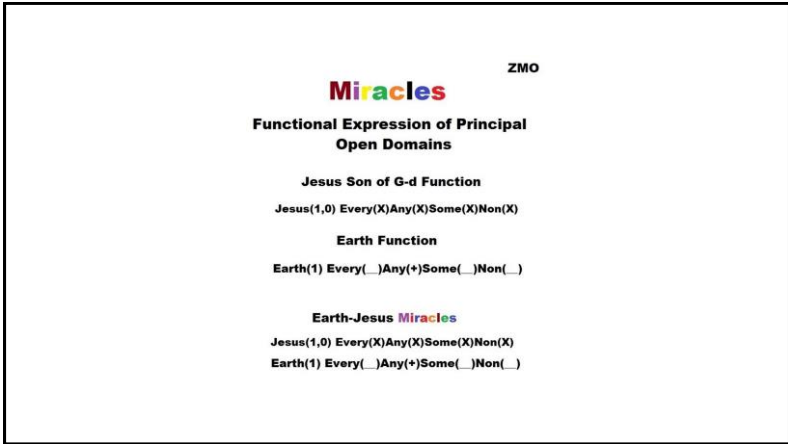 ZMO
Miracles
Functional Expression of Principal
Open Domains
Jesus Son of G-d Function
Jesus(1,0) Every(X)Any(X)Some(X)Non(X)
Earth Function
Earth(1) Every(__)Any(+)Some(__)Non(__)
Earth-Jesus Miracles
Jesus(1,0) Every(X)Any(X)Some(X)Non(X)
Earth(1) Every(__)Any(+)Some(__)Non(__)